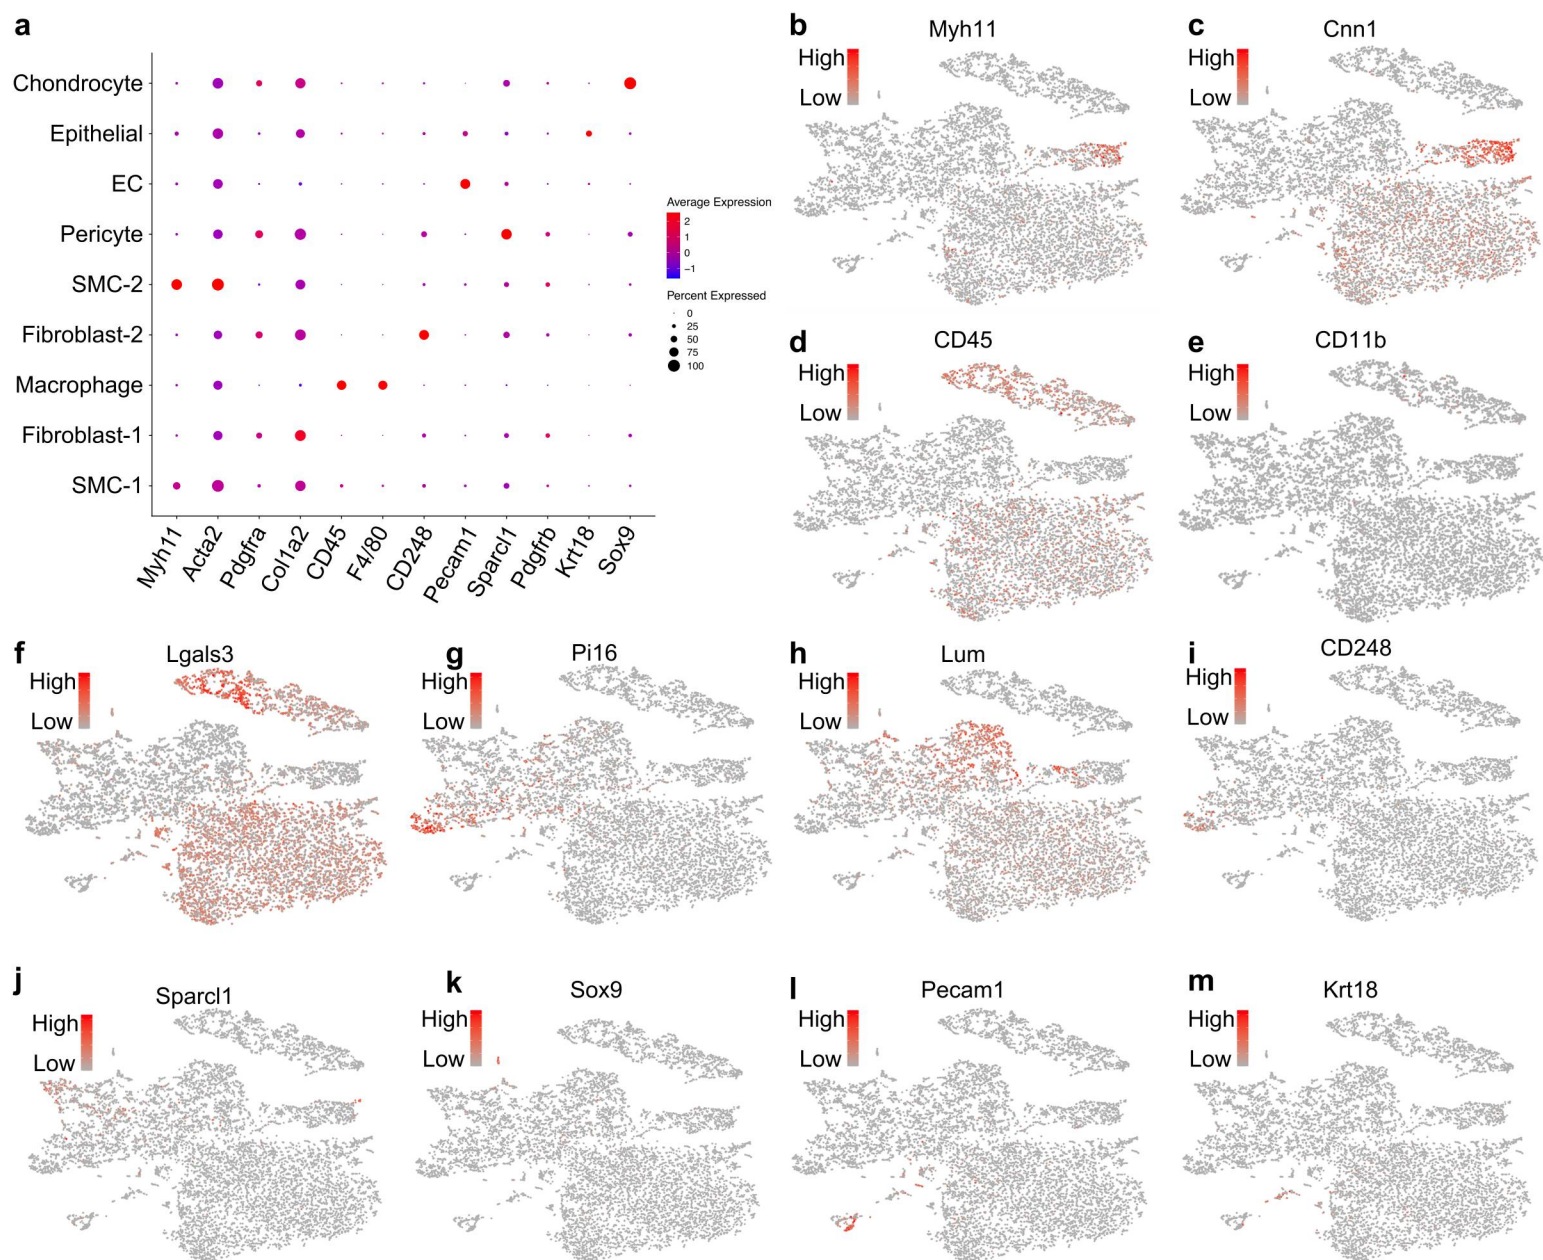 a
Chondrocyte
Epithelial
EC
Pericyte
SMC-2
Fibroblast-2
Macrophage
Fibroblast-1
SMC-1
Myh11
Acta2
Pdgfra
Col1a2
CD45
F4/80
CD248
Pecam1
Sparcl1
Pdgfrb
Krt18
Sox9
Average Expression
2
1
0
−1
Percent Expressed
0
25
50
75
100
b
Myh11
High
Low
c
Cnn1
High
Low
d
CD45
High
Low
e
CD11b
High
Low
f
Lgals3
High
Low
g
Pi16
High
Low
h
Lum
High
Low
i
CD248
High
Low
j
Sparcl1
High
Low
k
Sox9
High
Low
l
Pecam1
High
Low
m
Krt18
High
Low